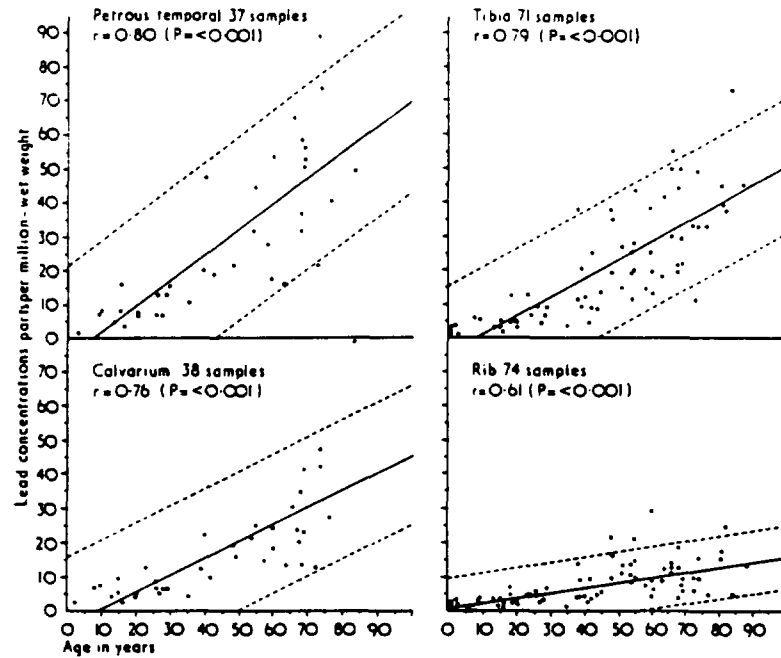 Petrous temporal 37 samples
r=0·80 (P=<0·001)
Tibia 71 samples
r=0·79 (P=<0·001)
90
80
70
60
50
40
30
20
10
0
Calvarium 38 samples
r=0·76 (P=<0·001)
Rib 74 samples
r=0·61 (P=<0·001)
70
60
50
40
30
20
10
0
Lead concentrations parts per million-wet weight
0 10 20 30 40 50 60 70 80 90
0 10 20 30 40 50 60 70 80 90
Age in years